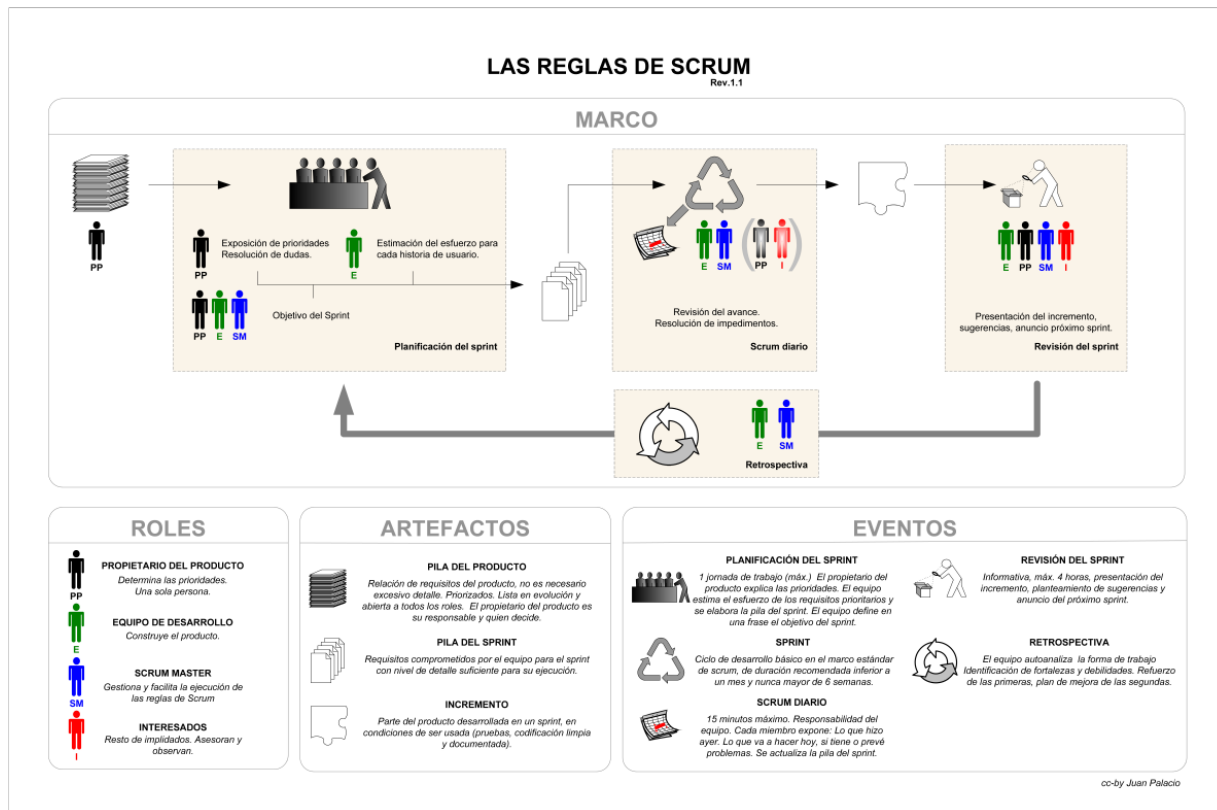 LAS REGLAS DE SCRUM
Rev.1.1
MARCO
PP
PP
Exposición de prioridades
Resolución de dudas.
E
Estimación del esfuerzo para
cada historia de usuario.
PP E SM
Objetivo del Sprint
Planificación del sprint
E SM PP I
Revisión del avance.
Resolución de impedimentos.
Scrum diario
E PP SM I
Presentación del incremento,
sugerencias, anuncio próximo sprint.
Revisión del sprint
E SM
Retrospectiva
ROLES
PROPIETARIO DEL PRODUCTO
Determina las prioridades.
Una sola persona.
PP
EQUIPO DE DESARROLLO
Construye el producto.
E
SCRUM MASTER
Gestiona y facilita la ejecución de
las reglas de Scrum
SM
INTERESADOS
Resto de implidados. Asesoran y
observan.
I
ARTEFACTOS
PILA DEL PRODUCTO
Relación de requisitos del producto, no es necesario
excesivo detalle. Priorizados. Lista en evolución y
abierta a todos los roles. El propietario del producto es
su responsable y quien decide.
PILA DEL SPRINT
Requisitos comprometidos por el equipo para el sprint
con nivel de detalle suficiente para su ejecución.
INCREMENTO
Parte del producto desarrollada en un sprint, en
condiciones de ser usada (pruebas, codificación limpia
y documentada).
EVENTOS
PLANIFICACIÓN DEL SPRINT
1 jornada de trabajo (máx.) El propietario del
producto explica las prioridades. El equipo
estima el esfuerzo de los requisitos prioritarios y
se elabora la pila del sprint. El equipo define en
una frase el objetivo del sprint.
SPRINT
Ciclo de desarrollo básico en el marco estándar
de scrum, de duración recomendada inferior a
un mes y nunca mayor de 6 semanas.
SCRUM DIARIO
15 minutos máximo. Responsabilidad del
equipo. Cada miembro expone: Lo que hizo
ayer. Lo que va a hacer hoy, si tiene o prevé
problemas. Se actualiza la pila del sprint.
REVISIÓN DEL SPRINT
Informativa, máx. 4 horas, presentación del
incremento, planteamiento de sugerencias y
anuncio del próximo sprint.
RETROSPECTIVA
El equipo autoanaliza la forma de trabajo
Identificación de fortalezas y debilidades. Refuerzo
de las primeras, plan de mejora de las segundas.
cc-by Juan Palacio